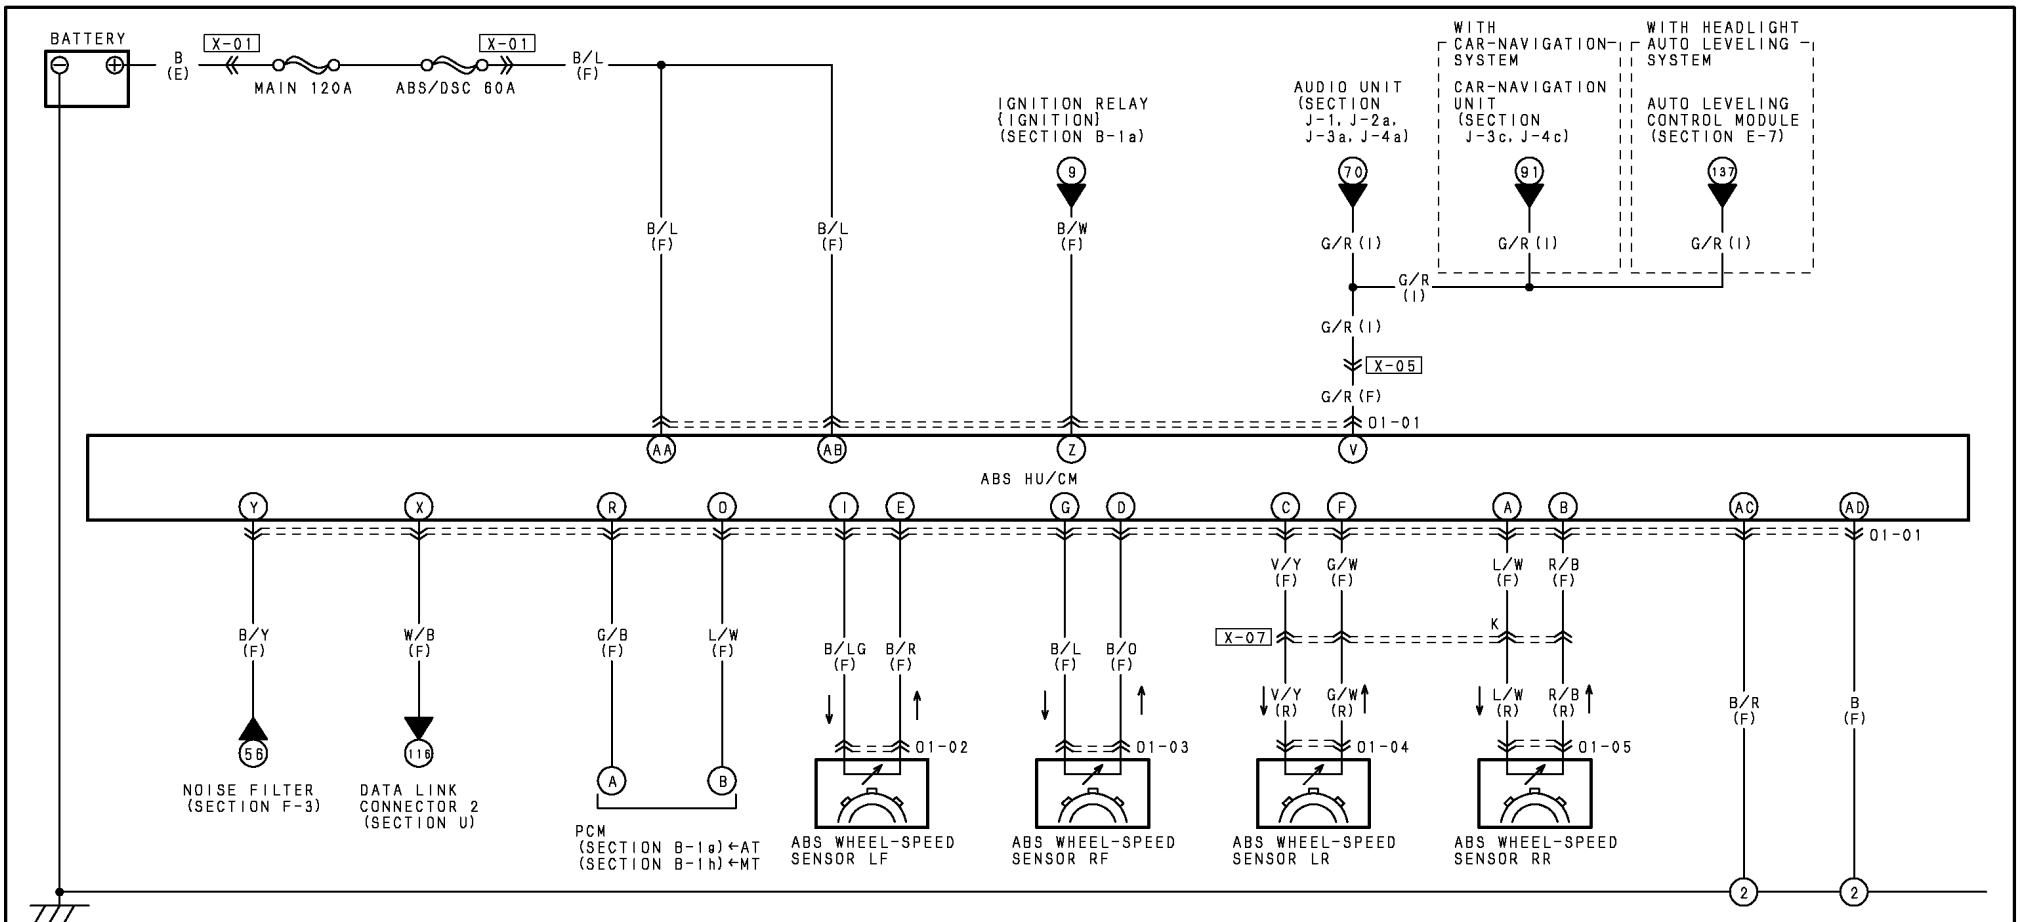 BATTERY
B
(E)
X-01
MAIN 120A
X-01
ABS/DSC 60A
B/L
(F)
IGNITION RELAY
(IGNITION)
(SECTION B-1a)
9
AUDIO UNIT
(SECTION
J-1, J-2a,
J-3a, J-4a)
70
WITH
CAR-NAVIGATION
SYSTEM
CAR-NAVIGATION
UNIT
(SECTION
J-3c, J-4c)
91
WITH HEADLIGHT
AUTO LEVELING
SYSTEM
AUTO LEVELING
CONTROL MODULE
(SECTION E-7)
137
B/L
(F)
B/L
(F)
B/W
(F)
G/R (I)
G/R (I)
G/R (I)
G/R
(I)
G/R (I)
X-05
G/R (F)
01-01
AA
AB
Z
V
ABS HU/CM
Y
X
R
O
I
E
G
D
C
F
A
B
AC
AD
01-01
V/Y
(F)
G/W
(F)
L/W
(F)
R/B
(F)
X-07
K
B/Y
(F)
W/B
(F)
G/B
(F)
L/W
(F)
B/LG
(F)
B/R
(F)
B/L
(F)
B/O
(F)
V/Y
(R)
G/W
(R)
L/W
(R)
R/B
(R)
B/R
(F)
B
(F)
01-02
01-03
01-04
01-05
56
116
A
B
NOISE FILTER
(SECTION F-3)
DATA LINK
CONNECTOR 2
(SECTION U)
PCM
(SECTION B-1g)←AT
(SECTION B-1h)←MT
ABS WHEEL-SPEED
SENSOR LF
ABS WHEEL-SPEED
SENSOR RF
ABS WHEEL-SPEED
SENSOR LR
ABS WHEEL-SPEED
SENSOR RR
2
2